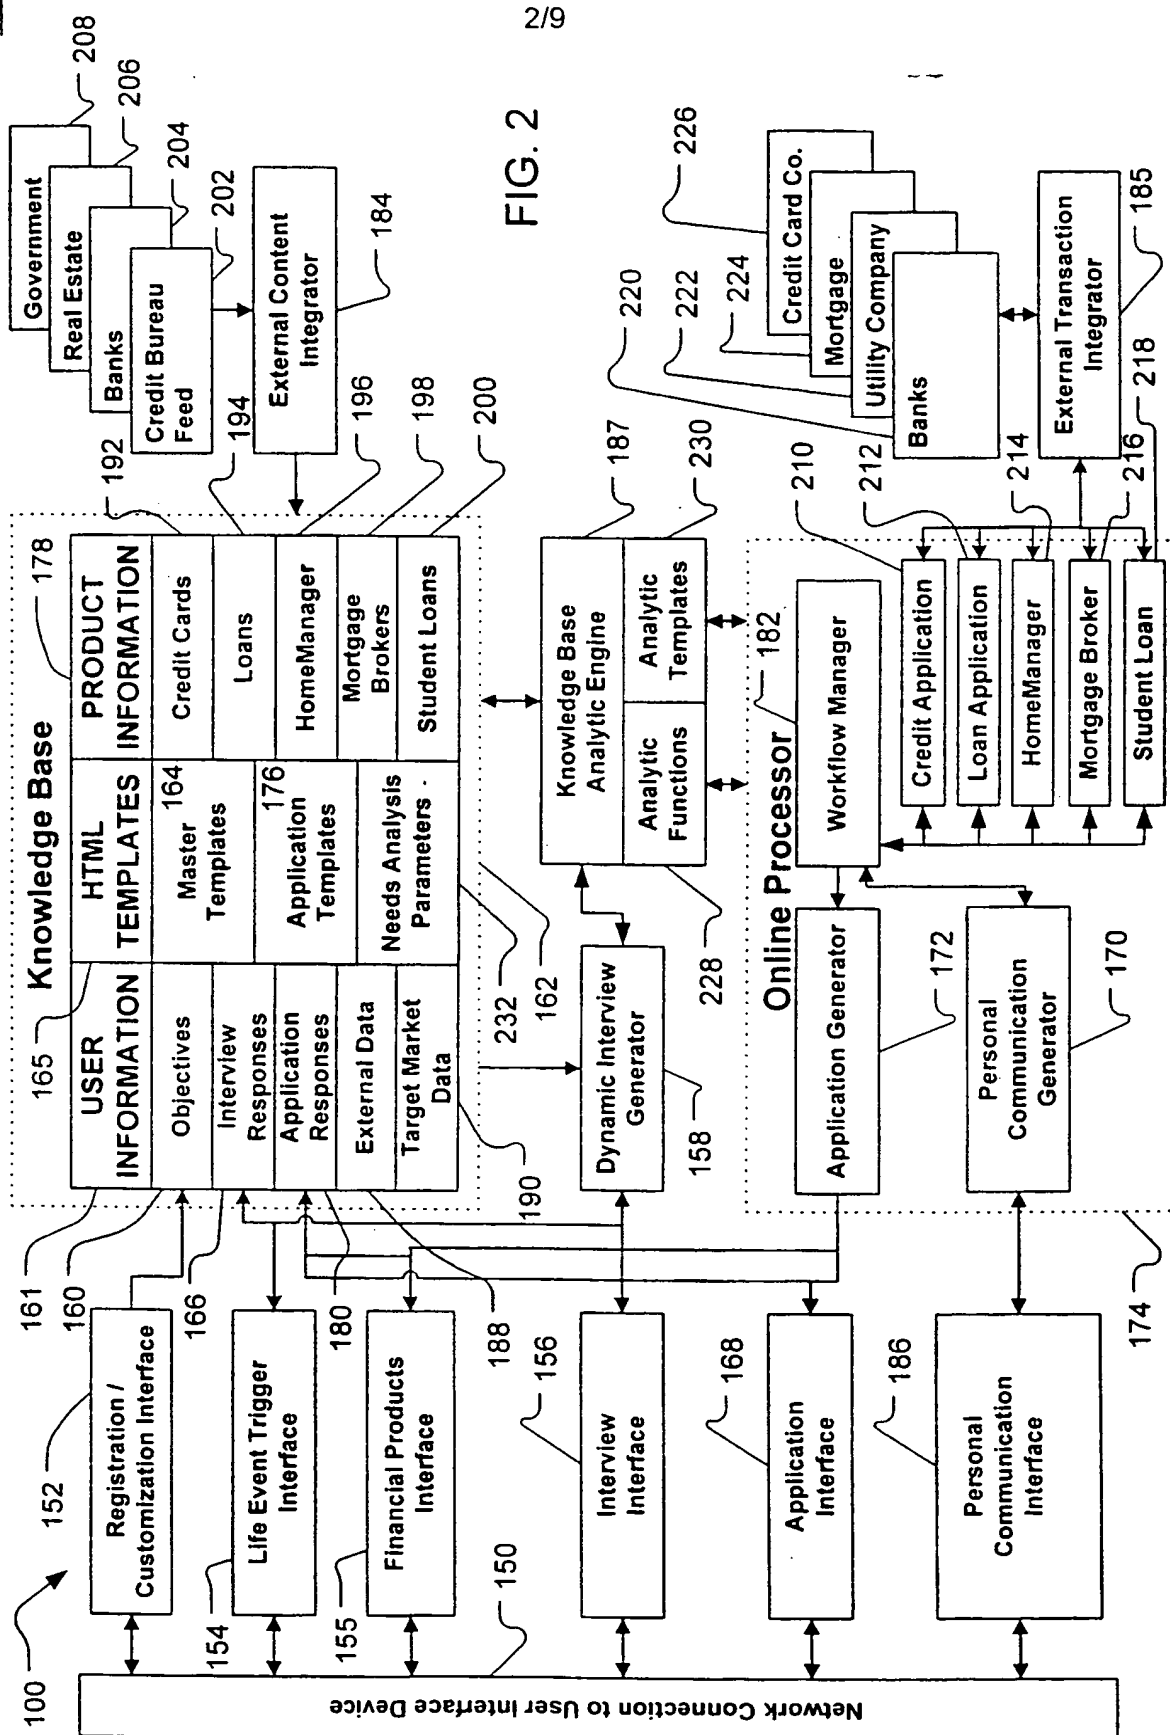 2/9
FIG. 2
100
Network Connection to User Interface Device
150
152
Registration /
Customization Interface
154
Life Event Trigger
Interface
155
Financial Products
Interface
156
Interview
Interface
168
Application
Interface
186
Personal
Communication
Interface
Knowledge Base
165
178
161
USER
INFORMATION
HTML
TEMPLATES
PRODUCT
INFORMATION
160
Objectives
166
Interview
Responses
180
Application
Responses
188
External Data
190
Target Market
Data
Master
Templates
164
Application
Templates
176
Needs Analysis
Parameters
232
162
Credit Cards
192
Loans
194
HomeManager
196
Mortgage
Brokers
198
Student Loans
200
Government
208
Real Estate
206
Banks
204
Credit Bureau
Feed
202
External Content
Integrator
184
Dynamic Interview
Generator
158
Knowledge Base
Analytic Engine
187
Analytic
Functions
228
Analytic
Templates
230
Online Processor
174
Application Generator
172
Workflow Manager
182
Personal
Communication
Generator
170
Credit Application
210
Loan Application
212
HomeManager
214
Mortgage Broker
216
Student Loan
218
Credit Card Co.
226
Mortgage
224
Utility Company
222
Banks
220
External Transaction
Integrator
185